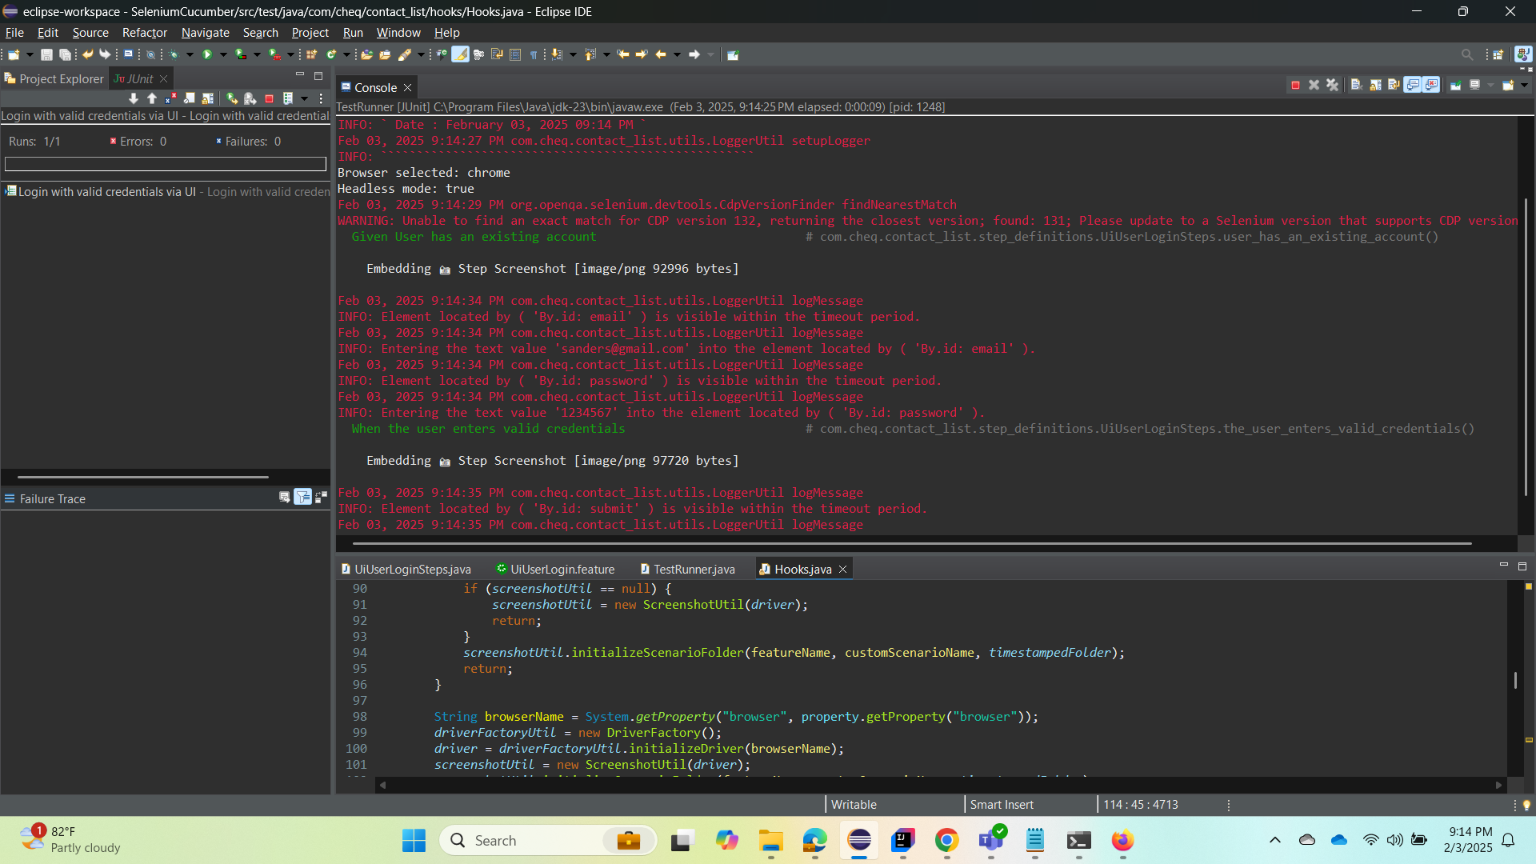 eclipse-workspace - SeleniumCucumber/src/test/java/com/cheq/contact_list/hooks/Hooks.java - Eclipse IDE
File Edit Source Refactor Navigate Search Project Run Window Help
Project Explorer JUnit
Login with valid credentials via UI - Login with valid credential
Runs: 1/1 Errors: 0 Failures: 0
Login with valid credentials via UI - Login with valid creden
Failure Trace
Console
TestRunner [JUnit] C:\Program Files\Java\jdk-23\bin\javaw.exe (Feb 3, 2025, 9:14:25 PM elapsed: 0:00:09) [pid: 1248]
INFO: ` Date : February 03, 2025 09:14 PM `
Feb 03, 2025 9:14:27 PM com.cheq.contact_list.utils.LoggerUtil setupLogger
INFO: ````````````````````````````````````````````````````
Browser selected: chrome
Headless mode: true
Feb 03, 2025 9:14:29 PM org.openqa.selenium.devtools.CdpVersionFinder findNearestMatch
WARNING: Unable to find an exact match for CDP version 132, returning the closest version; found: 131; Please update to a Selenium version that supports CDP version
Given User has an existing account # com.cheq.contact_list.step_definitions.UiUserLoginSteps.user_has_an_existing_account()
Embedding 📷 Step Screenshot [image/png 92996 bytes]
Feb 03, 2025 9:14:34 PM com.cheq.contact_list.utils.LoggerUtil logMessage
INFO: Element located by ( 'By.id: email' ) is visible within the timeout period.
Feb 03, 2025 9:14:34 PM com.cheq.contact_list.utils.LoggerUtil logMessage
INFO: Entering the text value 'sanders@gmail.com' into the element located by ( 'By.id: email' ).
Feb 03, 2025 9:14:34 PM com.cheq.contact_list.utils.LoggerUtil logMessage
INFO: Element located by ( 'By.id: password' ) is visible within the timeout period.
Feb 03, 2025 9:14:34 PM com.cheq.contact_list.utils.LoggerUtil logMessage
INFO: Entering the text value '1234567' into the element located by ( 'By.id: password' ).
When the user enters valid credentials # com.cheq.contact_list.step_definitions.UiUserLoginSteps.the_user_enters_valid_credentials()
Embedding 📷 Step Screenshot [image/png 97720 bytes]
Feb 03, 2025 9:14:35 PM com.cheq.contact_list.utils.LoggerUtil logMessage
INFO: Element located by ( 'By.id: submit' ) is visible within the timeout period.
Feb 03, 2025 9:14:35 PM com.cheq.contact_list.utils.LoggerUtil logMessage
UiUserLoginSteps.java UiUserLogin.feature TestRunner.java Hooks.java
90 if (screenshotUtil == null) {
91 screenshotUtil = new ScreenshotUtil(driver);
92 return;
93 }
94 screenshotUtil.initializeScenarioFolder(featureName, customScenarioName, timestampedFolder);
95 return;
96 }
97
98 String browserName = System.getProperty("browser", property.getProperty("browser"));
99 driverFactoryUtil = new DriverFactory();
100 driver = driverFactoryUtil.initializeDriver(browserName);
101 screenshotUtil = new ScreenshotUtil(driver);
Writable Smart Insert 114 : 45 : 4713
1 82°F
Partly cloudy
Search
9:14 PM
2/3/2025